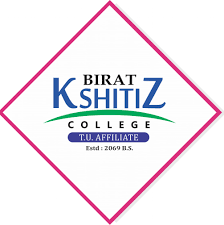 BIRAT
KSHITIZ
COLLEGE
T.U. AFFILIATE
Estd : 2069 B.S.